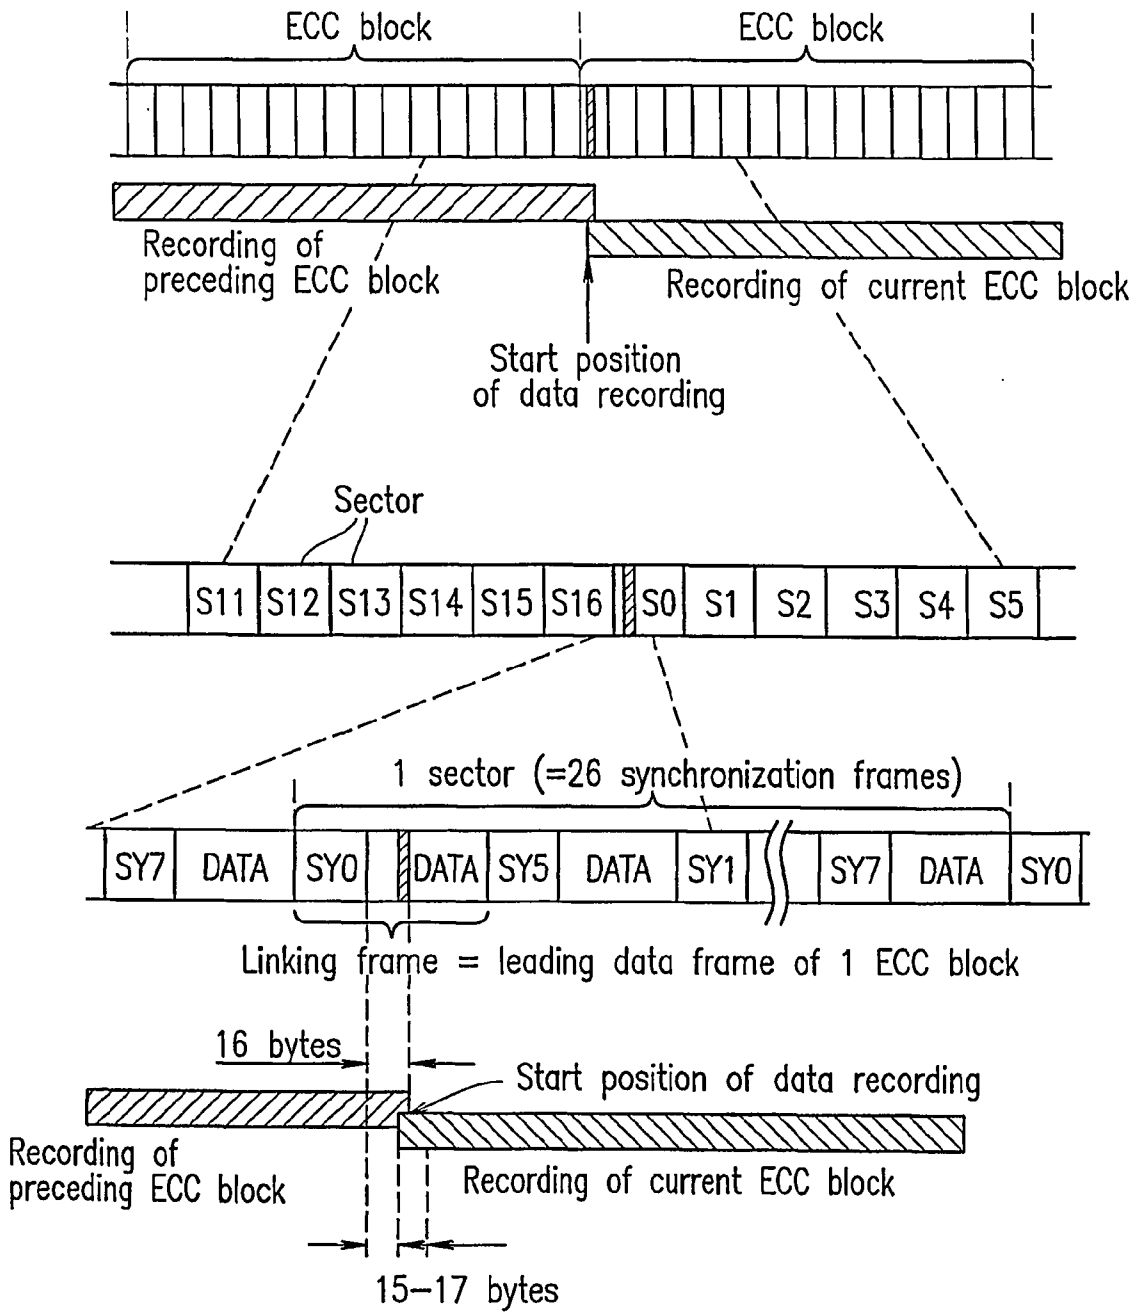 ECC block ECC block
Recording of
preceding ECC block
Recording of current ECC block
Start position
of data recording
Sector
S11 S12 S13 S14 S15 S16 S0 S1 S2 S3 S4 S5
1 sector (=26 synchronization frames)
SY7 DATA SY0 DATA SY5 DATA SY1 SY7 DATA SY0
Linking frame = leading data frame of 1 ECC block
16 bytes
Start position of data recording
Recording of
preceding ECC block
Recording of current ECC block
15-17 bytes